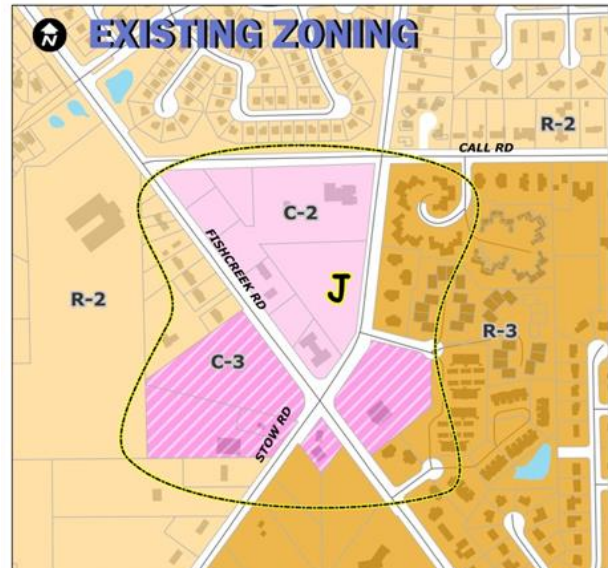 N EXISTING ZONING
R-2
CALL RD
C-2
FISHCREEK RD
J
R-2
R-3
C-3
STOW RD